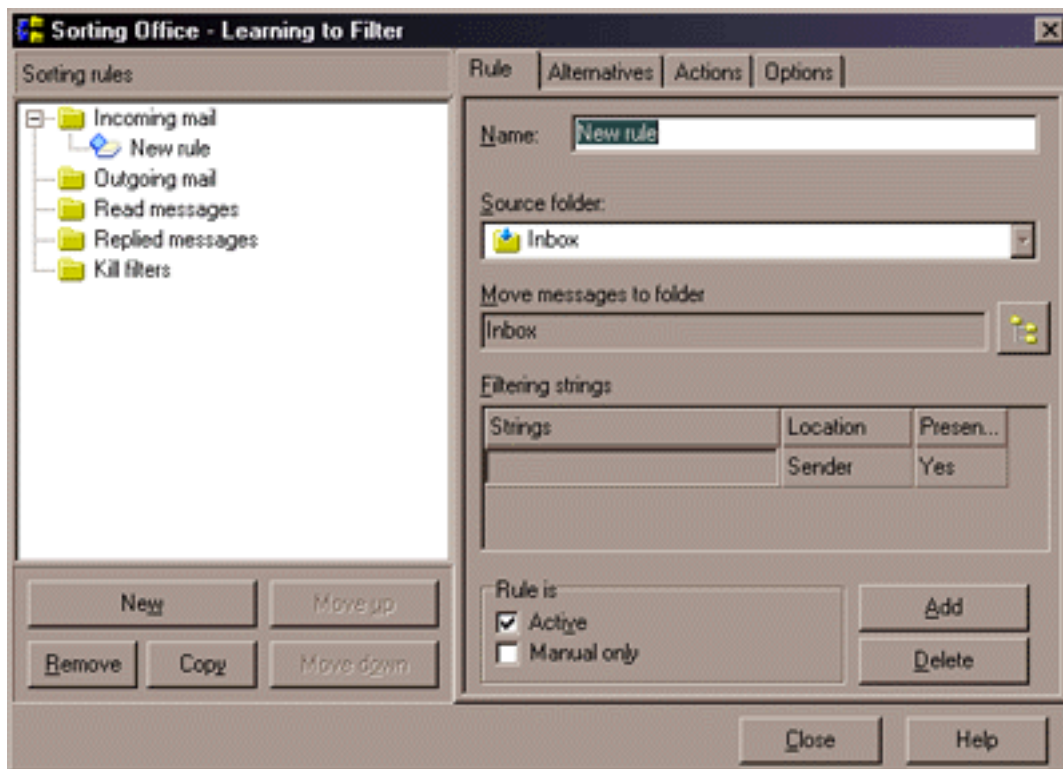 Sorting Office - Learning to Filter
Sorting rules
Incoming mail
New rule
Outgoing mail
Read messages
Replied messages
Kill filters
New
Move up
Remove
Copy
Move down
Rule
Alternatives
Actions
Options
Name:
New rule
Source folder:
Inbox
Move messages to folder
Inbox
Filtering strings
Strings
Location
Presen...
Sender
Yes
Rule is
Active
Manual only
Add
Delete
Close
Help